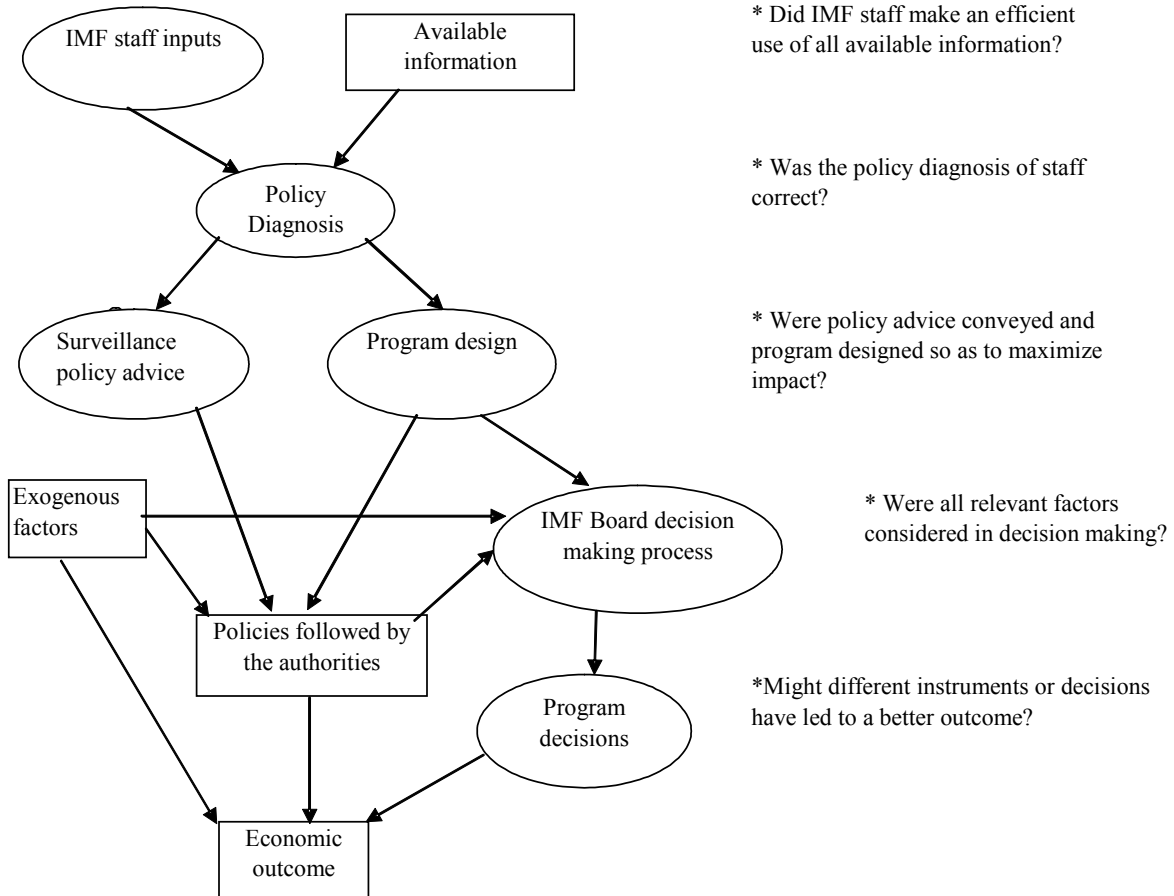 IMF staff inputs
Available
information
* Did IMF staff make an efficient
use of all available information?
Policy
Diagnosis
* Was the policy diagnosis of staff
correct?
Surveillance
policy advice
Program design
* Were policy advice conveyed and
program designed so as to maximize
impact?
Exogenous
factors
IMF Board decision
making process
* Were all relevant factors
considered in decision making?
Policies followed by
the authorities
Program
decisions
*Might different instruments or decisions
have led to a better outcome?
Economic
outcome